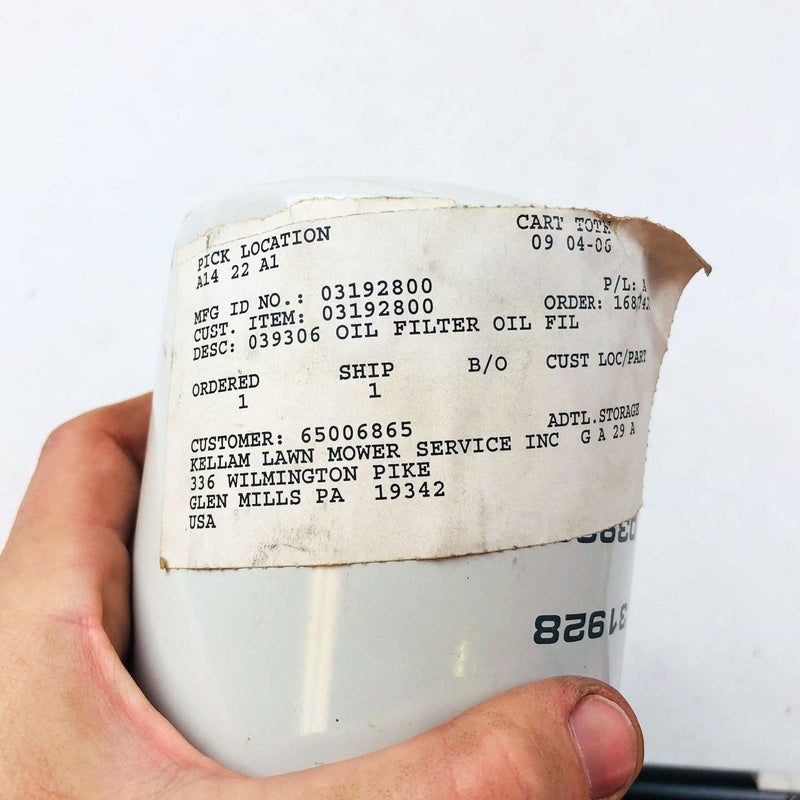 PICK LOCATION CART TOTE
A14 22 A1 09 04-06
MFG ID NO.: 03192800 P/L: A
CUST. ITEM: 03192800 ORDER:
DESC: 039306 OIL FILTER OIL FIL
ORDERED SHIP B/O CUST LOC/PART
1 1
CUSTOMER: 65006865 ADTL.STORAGE
KELLAM LAWN MOWER SERVICE INC G A 29 A
336 WILMINGTON PIKE
GLEN MILLS PA 19342
USA
31928